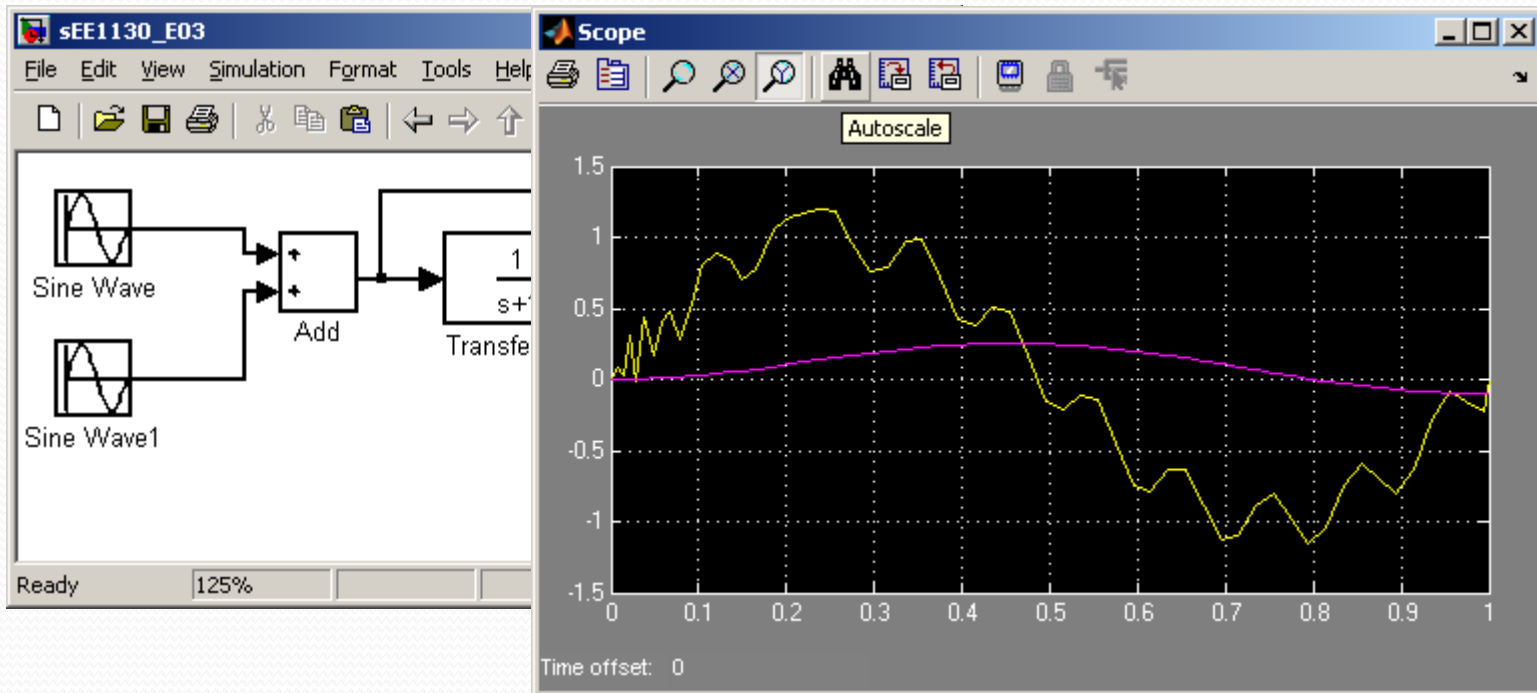 sEE1130_E03
File Edit View Simulation Format Tools Help
Sine Wave
Sine Wave1
Add
1
s+1
Transfe
Ready 125%
Scope
Autoscale
1.5
1
0.5
0
-0.5
-1
-1.5
0 0.1 0.2 0.3 0.4 0.5 0.6 0.7 0.8 0.9 1
Time offset: 0